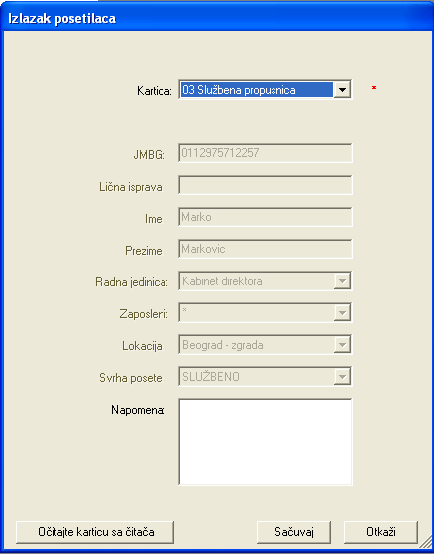 Izlazak posetilaca
Kartica: 03 Službena propusnica *
JMBG: 0112975712257
Lična isprava
Ime Marko
Prezime Markovic
Radna jedinica: Kabinet direktora
Zaposleri: *
Lokacija Beograd - zgrada
Svrha posete SLUŽBENO
Napomena:
Očitajte karticu sa čitača Sačuvaj Otkaži